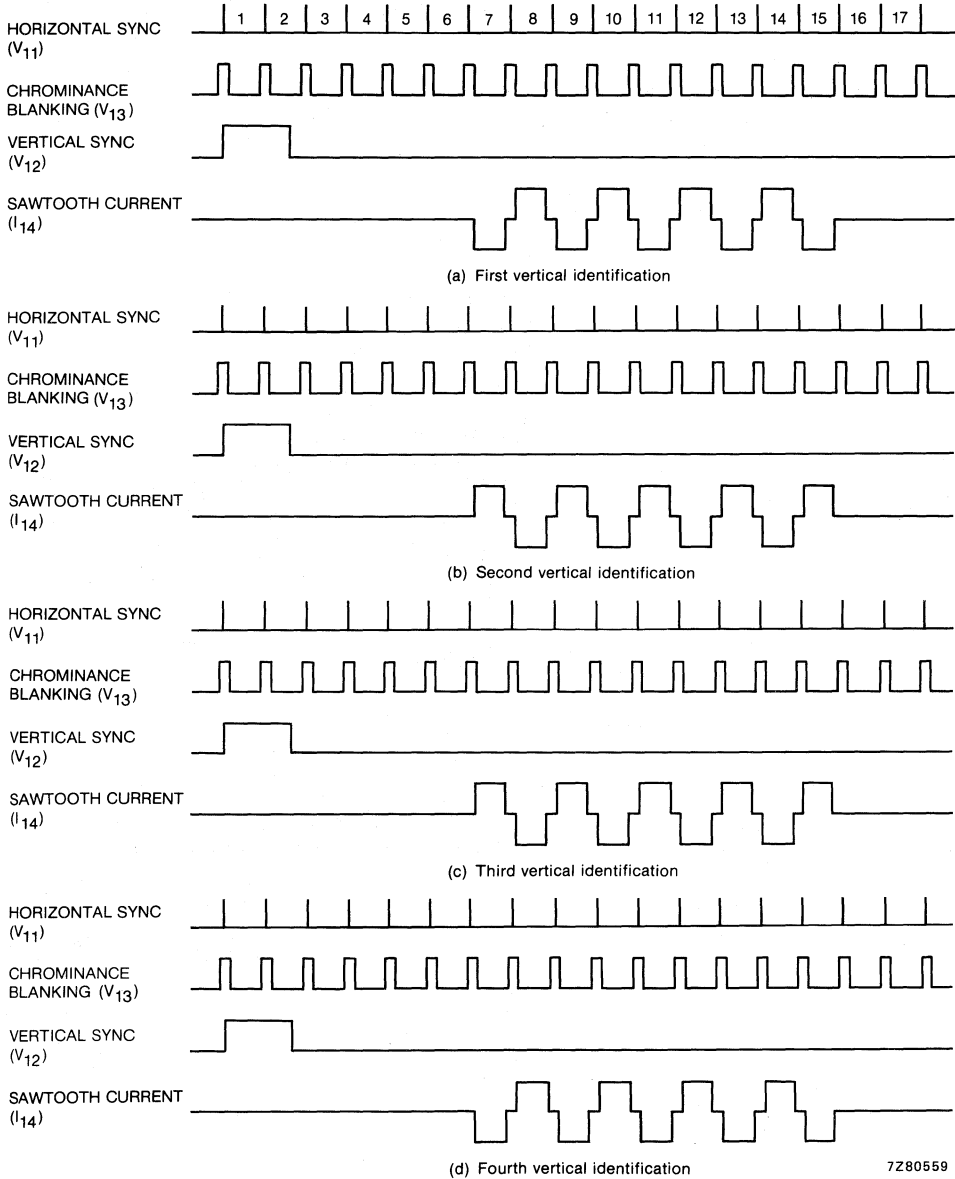 1 2 3 4 5 6 7 8 9 10 11 12 13 14 15 16 17
HORIZONTAL SYNC
(V11)
CHROMINANCE
BLANKING (V13)
VERTICAL SYNC
(V12)
SAWTOOTH CURRENT
(I14)
(a) First vertical identification
HORIZONTAL SYNC
(V11)
CHROMINANCE
BLANKING (V13)
VERTICAL SYNC
(V12)
SAWTOOTH CURRENT
(I14)
(b) Second vertical identification
HORIZONTAL SYNC
(V11)
CHROMINANCE
BLANKING (V13)
VERTICAL SYNC
(V12)
SAWTOOTH CURRENT
(I14)
(c) Third vertical identification
HORIZONTAL SYNC
(V11)
CHROMINANCE
BLANKING (V13)
VERTICAL SYNC
(V12)
SAWTOOTH CURRENT
(I14)
(d) Fourth vertical identification
7Z80559